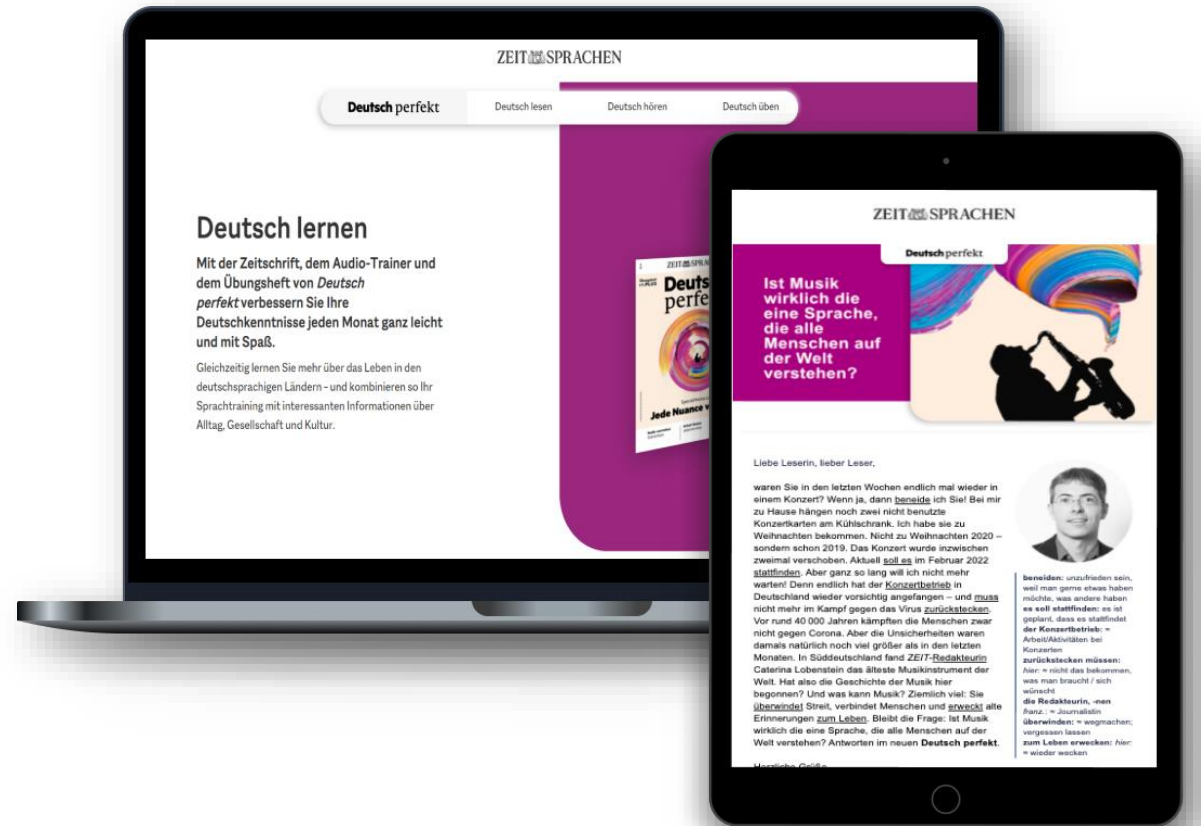 ZEIT SPRACHEN
Deutsch perfekt
Deutsch lesen
Deutsch hören
Deutsch üben
Deutsch lernen
Mit der Zeitschrift, dem Audio-Trainer und
dem Übungsheft von Deutsch
perfekt verbessern Sie Ihre
Deutschkenntnisse jeden Monat ganz leicht
und mit Spaß.
Gleichzeitig lernen Sie mehr über das Leben in den
deutschsprachigen Ländern – und kombinieren so Ihr
Sprachtraining mit interessanten Informationen über
Alltag, Gesellschaft und Kultur.
ZEIT SPRA
Deuts
perfe
Jede Nuance v
ZEIT SPRACHEN
Deutsch perfekt
Ist Musik
wirklich die
eine Sprache,
die alle
Menschen auf
der Welt
verstehen?
Liebe Leserin, lieber Leser,
waren Sie in den letzten Wochen endlich mal wieder in
einem Konzert? Wenn ja, dann beneide ich Sie! Bei mir
zu Hause hängen noch zwei nicht benutzte
Konzertkarten am Kühlschrank. Ich habe sie zu
Weihnachten bekommen. Nicht zu Weihnachten 2020 –
sondern schon 2019. Das Konzert wurde inzwischen
zweimal verschoben. Aktuell soll es im Februar 2022
stattfinden. Aber ganz so lang will ich nicht mehr
warten! Denn endlich hat der Konzertbetrieb in
Deutschland wieder vorsichtig angefangen – und muss
nicht mehr im Kampf gegen das Virus zurückstecken.
Vor rund 40 000 Jahren kämpften die Menschen zwar
nicht gegen Corona. Aber die Unsicherheiten waren
damals natürlich noch viel größer als in den letzten
Monaten. In Süddeutschland fand ZEIT-Redakteurin
Caterina Lobenstein das älteste Musikinstrument der
Welt. Hat also die Geschichte der Musik hier
begonnen? Und was kann Musik? Ziemlich viel: Sie
überwindet Streit, verbindet Menschen und erweckt alte
Erinnerungen zum Leben. Bleibt die Frage: Ist Musik
wirklich die eine Sprache, die alle Menschen auf der
Welt verstehen? Antworten im neuen Deutsch perfekt.
Herzliche Grüße
beneiden: unzufrieden sein,
weil man gerne etwas haben
möchte, was andere haben
es soll stattfinden: es ist
geplant, dass es stattfindet
der Konzertbetrieb: ≈
Arbeit/Aktivitäten bei
Konzerten
zurückstecken müssen:
hier: ≈ nicht das bekommen,
was man braucht / sich
wünscht
die Redakteurin, -nen
franz.: ≈ Journalistin
überwinden: ≈ wegmachen;
vergessen lassen
zum Leben erwecken: hier:
≈ wieder wecken